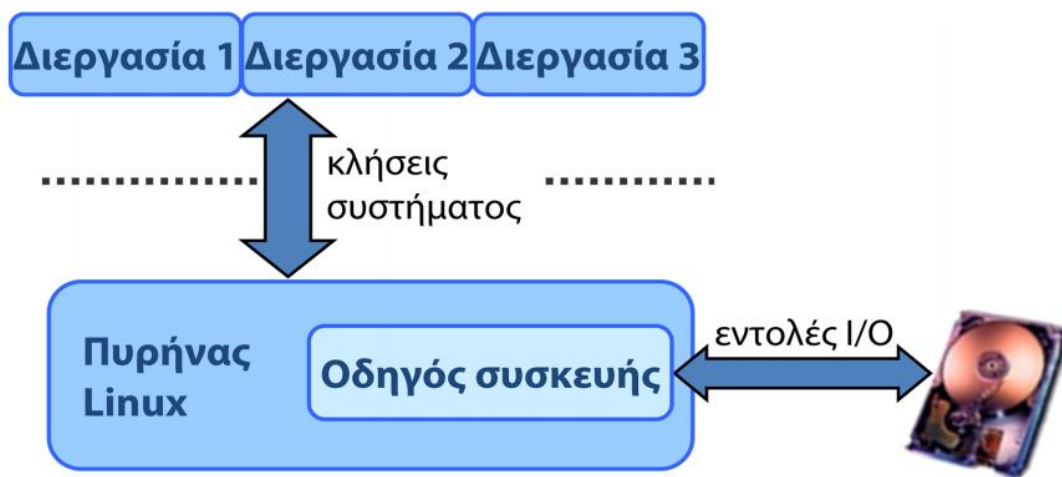 Διεργασία 1 Διεργασία 2 Διεργασία 3
κλήσεις
συστήματος
Πυρήνας
Linux
Οδηγός συσκευής
εντολές I/O